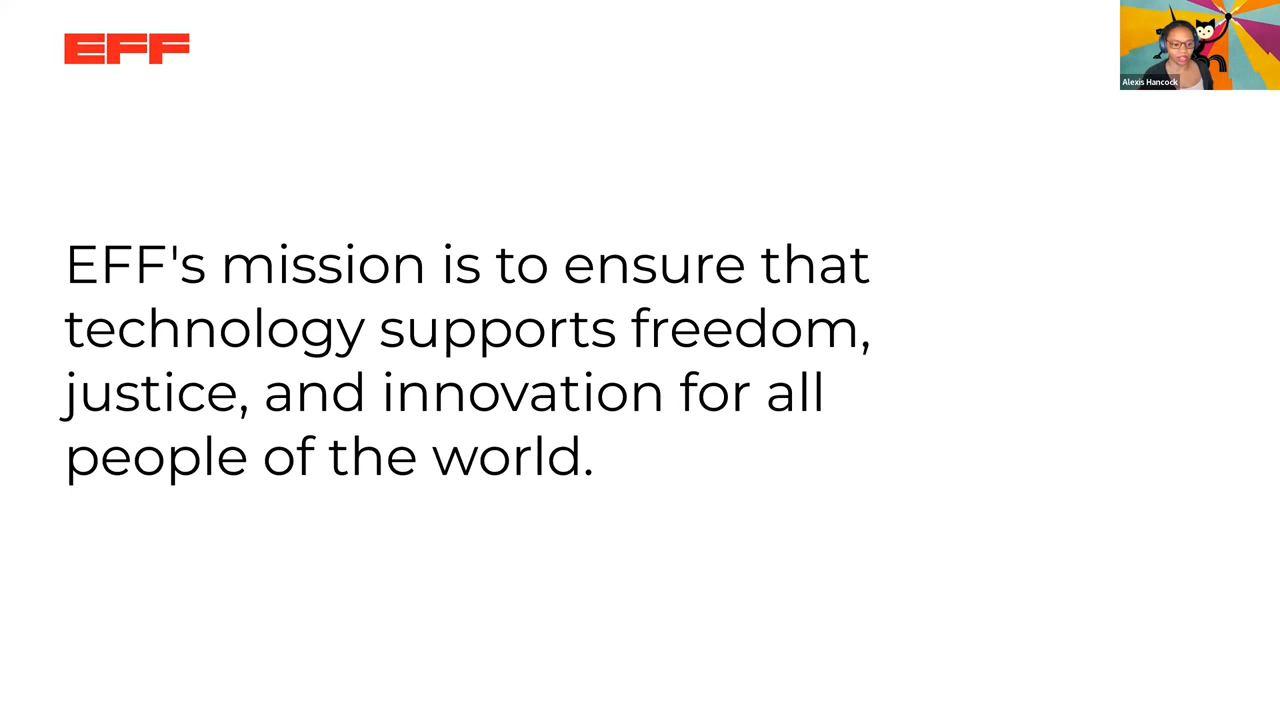 EFF
Alexis Hancock
EFF's mission is to ensure that
technology supports freedom,
justice, and innovation for all
people of the world.